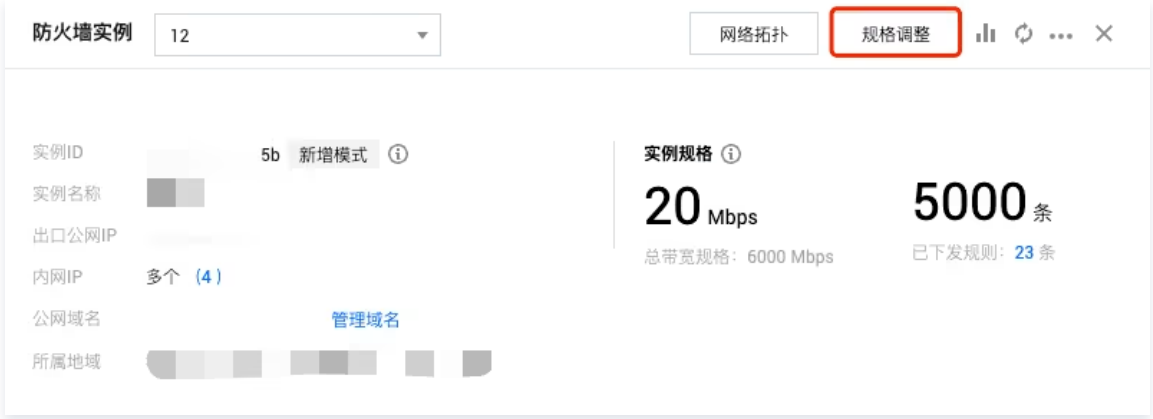 防火墙实例 12 网络拓扑 规格调整
实例ID 5b 新增模式
实例名称
出口公网IP
内网IP 多个 (4)
公网域名 管理域名
所属地域
实例规格
20 Mbps
总带宽规格：6000 Mbps
5000 条
已下发规则：23 条